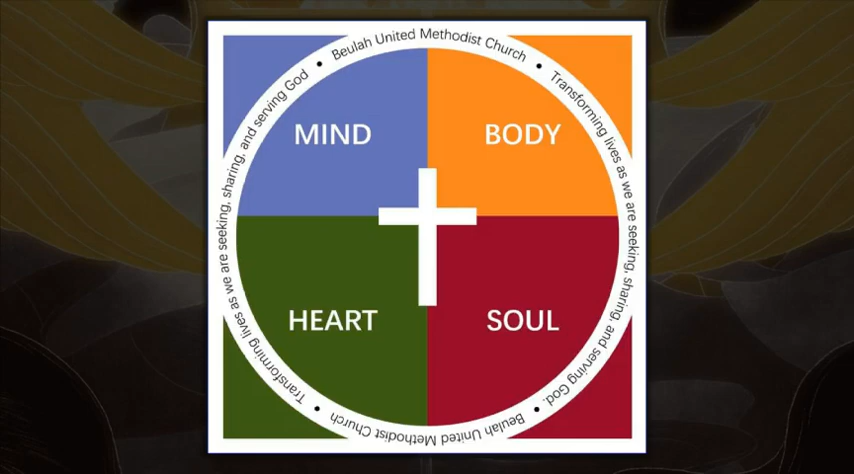 Beulah United Methodist Church
• Transforming lives as we are seeking, sharing, and serving God.
• Beulah United Methodist Church
• Transforming lives as we are seeking, sharing, and serving God •
MIND
BODY
HEART
SOUL